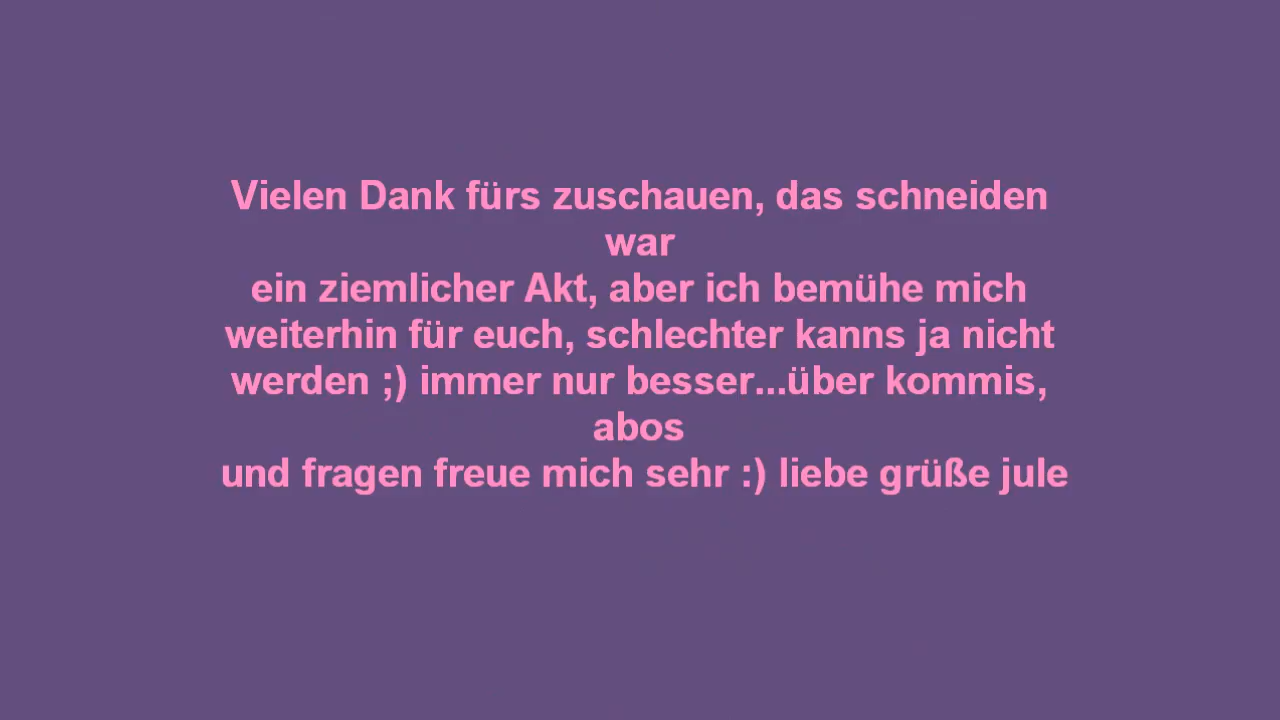 Vielen Dank fürs zuschauen, das schneiden
war
ein ziemlicher Akt, aber ich bemühe mich
weiterhin für euch, schlechter kanns ja nicht
werden ;) immer nur besser...über kommis,
abos
und fragen freue mich sehr :) liebe grüße jule